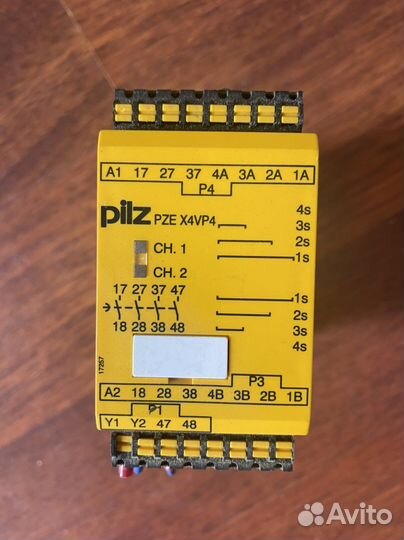 A1 17 27 37 4A 3A 2A 1A
P4
pilz PZE X4VP4
4s
3s
2s
1s
CH. 1
CH. 2
17 27 37 47
18 28 38 48
1s
2s
3s
4s
17257
P3
A2 18 28 38 4B 3B 2B 1B
P1
Y1 Y2 47 48
Avito